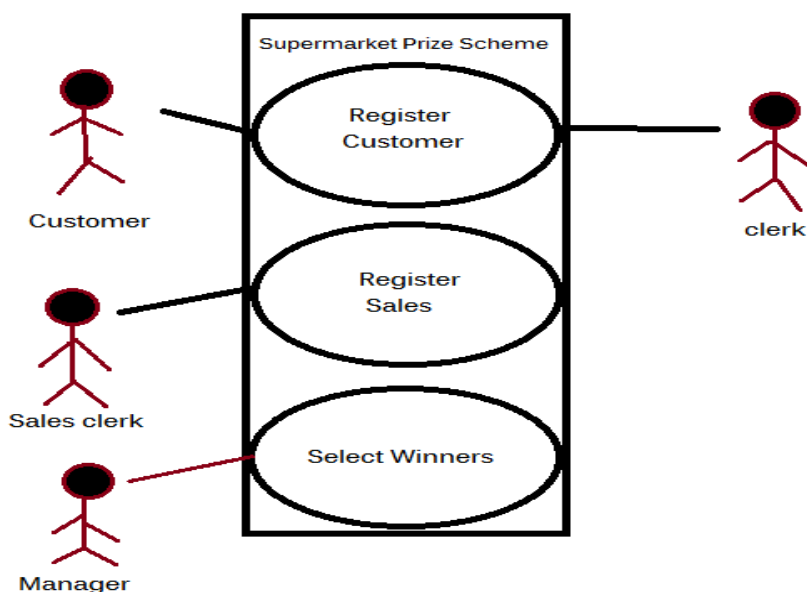 Supermarket Prize Scheme
Register
Customer
Customer
clerk
Register
Sales
Sales clerk
Select Winners
Manager